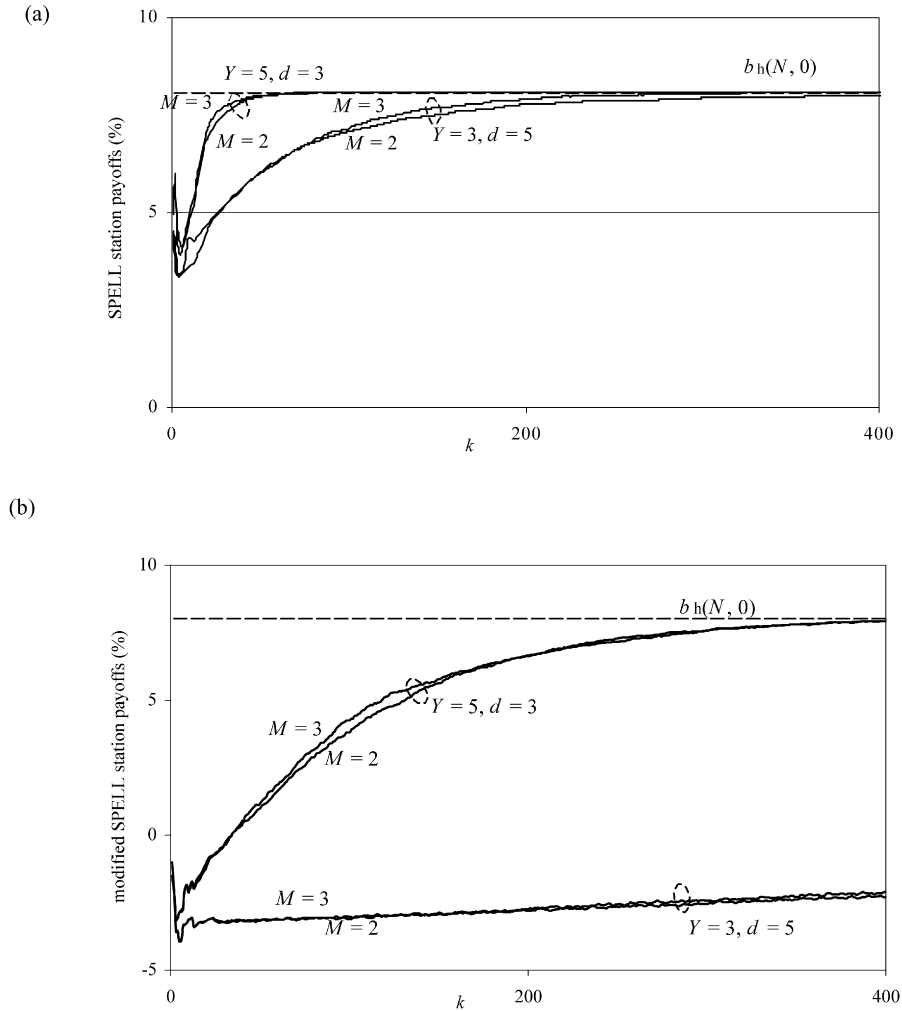 (a)
10
b h(N, 0)
Y = 5, d = 3
M = 3
M = 3
M = 2
M = 2
Y = 3, d = 5
SPELL station payoffs (%)
5
0
0
200
400
k
(b)
10
b h(N, 0)
5
Y = 5, d = 3
M = 3
M = 2
modified SPELL station payoffs (%)
0
M = 3
M = 2
Y = 3, d = 5
-5
0
200
400
k